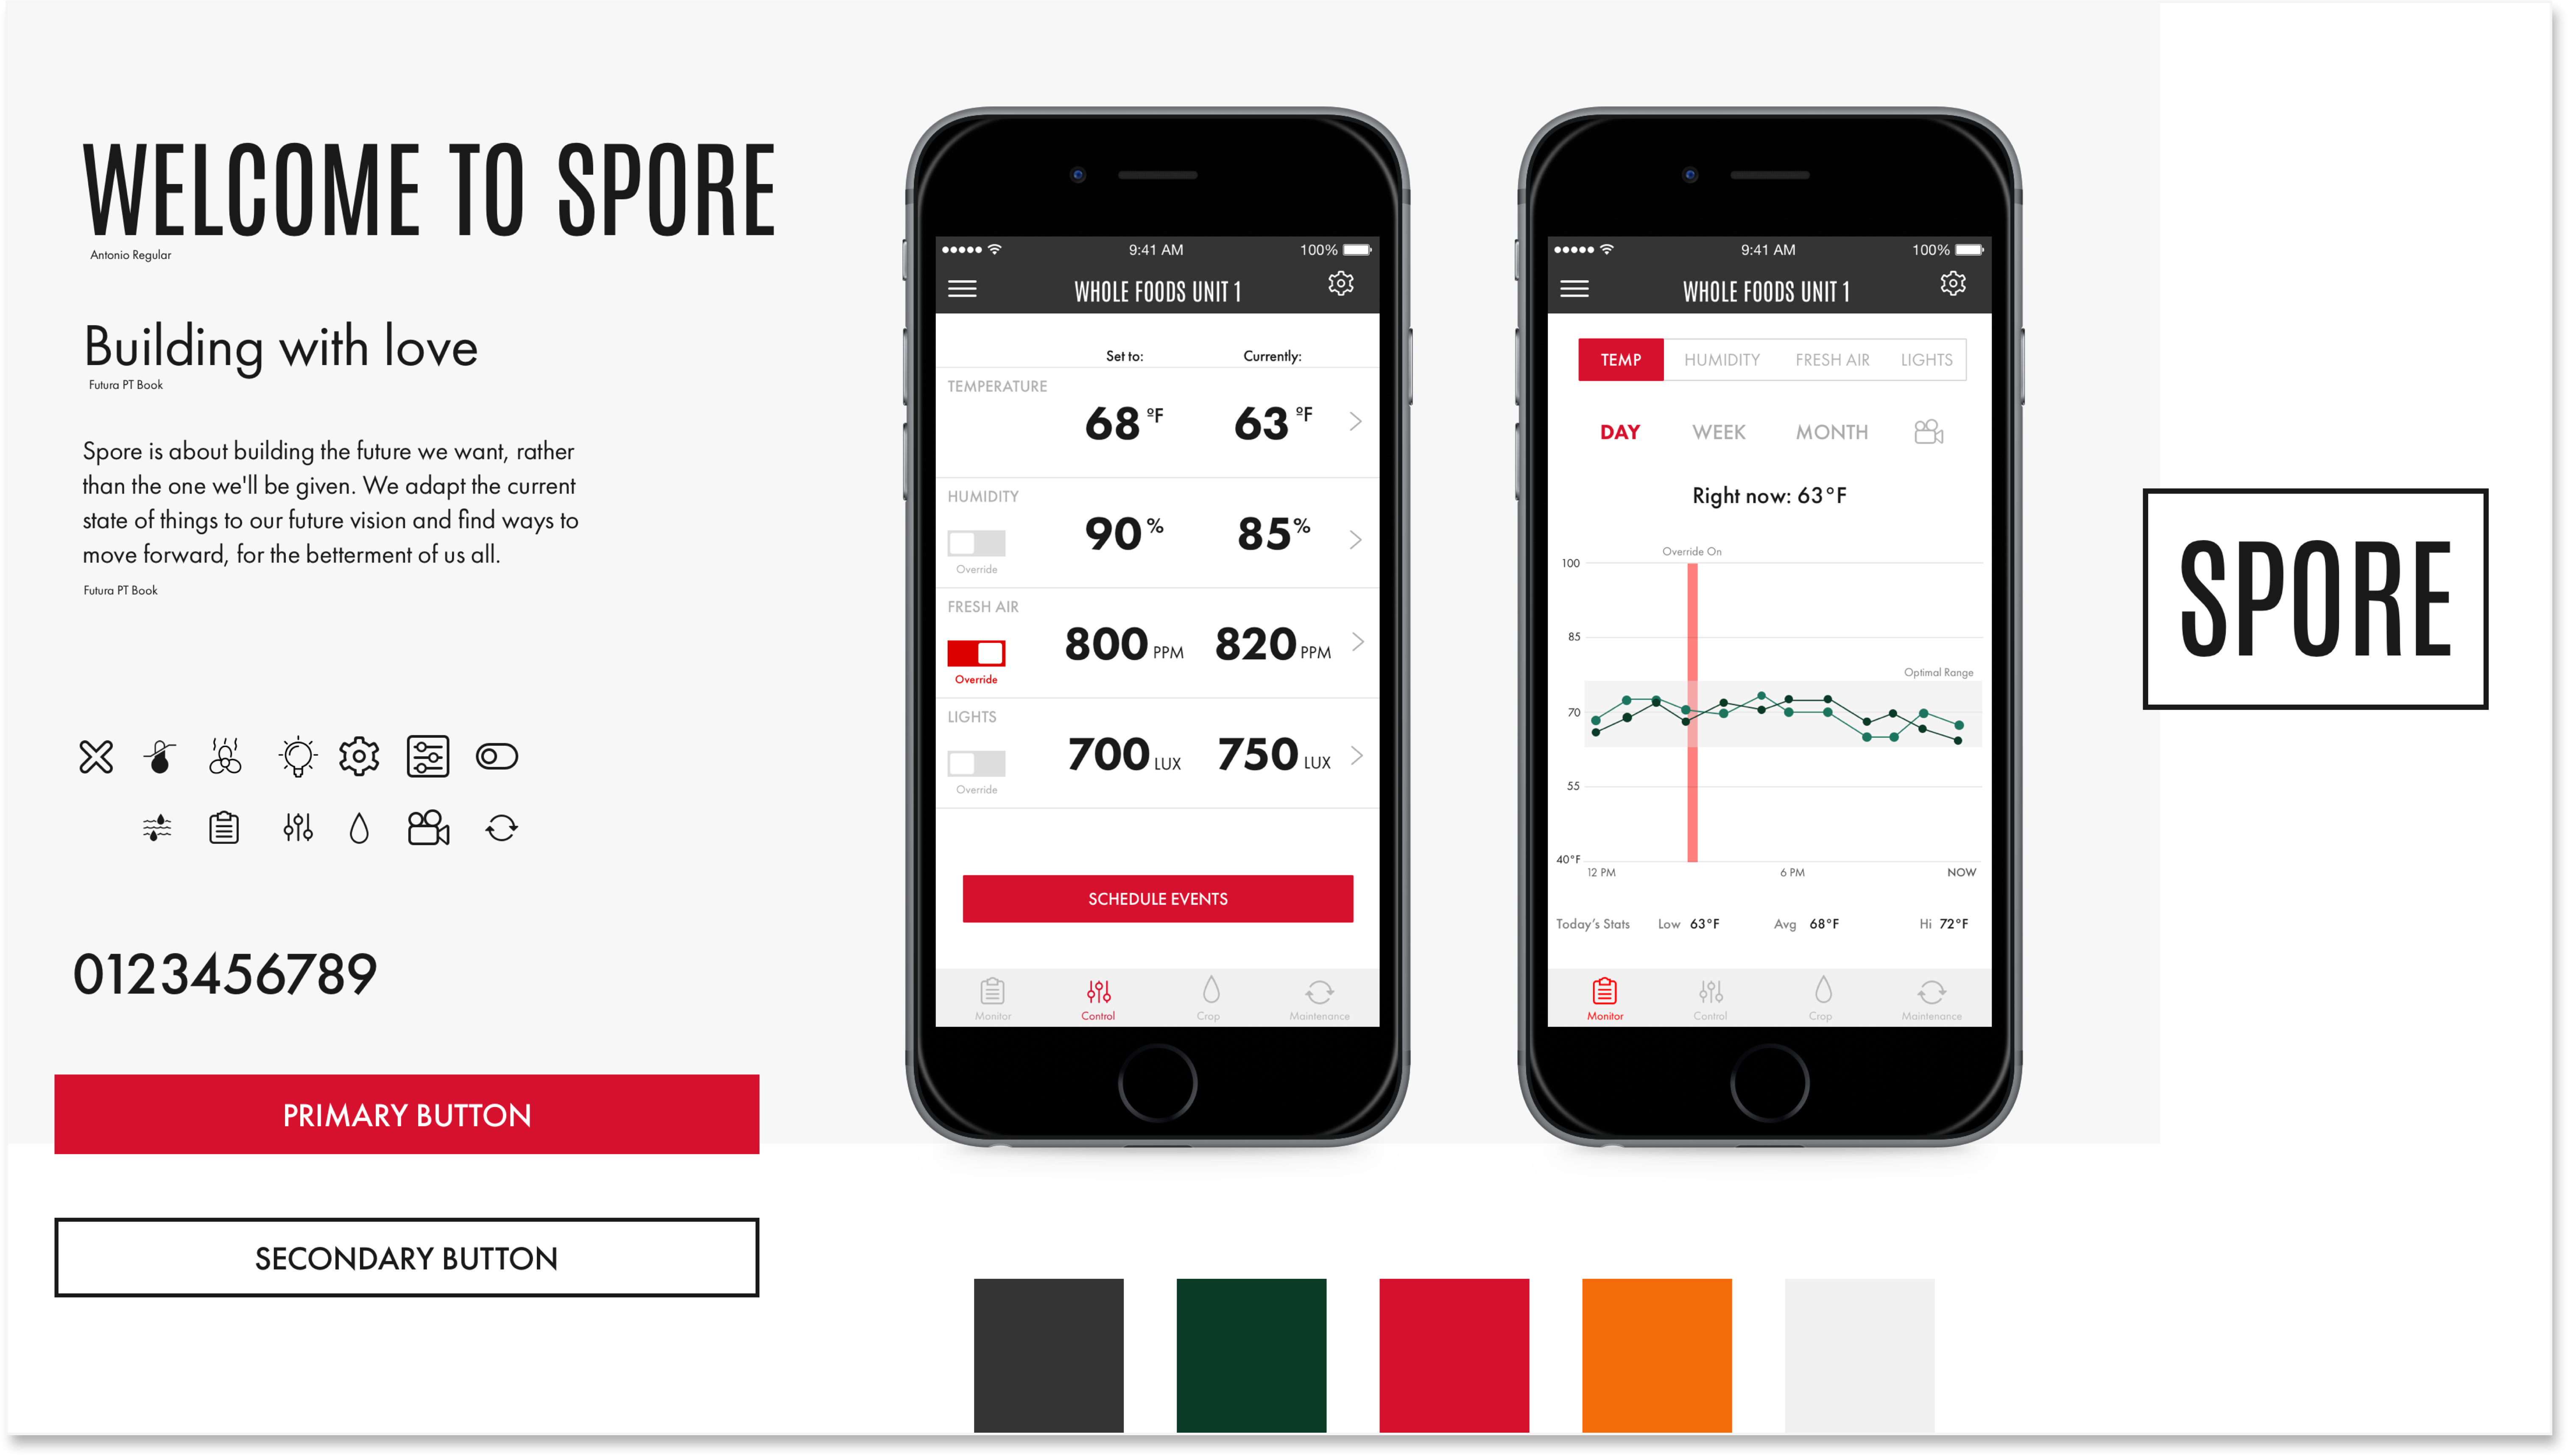 WELCOME TO SPORE
Antonio Regular
Building with love
Futura PT Book
Spore is about building the future we want, rather
than the one we'll be given. We adapt the current
state of things to our future vision and find ways to
move forward, for the betterment of us all.
Futura PT Book
0123456789
PRIMARY BUTTON
SECONDARY BUTTON
9:41 AM 100%
WHOLE FOODS UNIT 1
Set to: Currently:
TEMPERATURE
68 ºF 63 ºF
HUMIDITY
90 % 85 %
Override
FRESH AIR
800 PPM 820 PPM
Override
LIGHTS
700 LUX 750 LUX
Override
SCHEDULE EVENTS
Monitor Control Crop Maintenance
9:41 AM 100%
WHOLE FOODS UNIT 1
TEMP HUMIDITY FRESH AIR LIGHTS
DAY WEEK MONTH
Right now: 63°F
Override On
100
85
Optimal Range
70
55
40°F
12 PM 6 PM NOW
Today's Stats Low 63°F Avg 68°F Hi 72°F
Monitor Control Crop Maintenance
SPORE